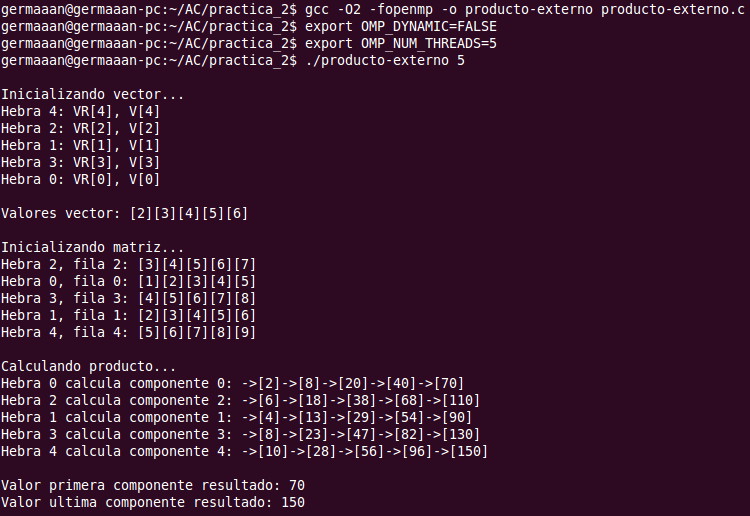 germaaan@germaaan-pc:~/AC/practica_2$ gcc -O2 -fopenmp -o producto-externo producto-externo.c
germaaan@germaaan-pc:~/AC/practica_2$ export OMP_DYNAMIC=FALSE
germaaan@germaaan-pc:~/AC/practica_2$ export OMP_NUM_THREADS=5
germaaan@germaaan-pc:~/AC/practica_2$ ./producto-externo 5
Inicializando vector...
Hebra 4: VR[4], V[4]
Hebra 2: VR[2], V[2]
Hebra 1: VR[1], V[1]
Hebra 3: VR[3], V[3]
Hebra 0: VR[0], V[0]
Valores vector: [2][3][4][5][6]
Inicializando matriz...
Hebra 2, fila 2: [3][4][5][6][7]
Hebra 0, fila 0: [1][2][3][4][5]
Hebra 3, fila 3: [4][5][6][7][8]
Hebra 1, fila 1: [2][3][4][5][6]
Hebra 4, fila 4: [5][6][7][8][9]
Calculando producto...
Hebra 0 calcula componente 0: ->[2]->[8]->[20]->[40]->[70]
Hebra 2 calcula componente 2: ->[6]->[18]->[38]->[68]->[110]
Hebra 1 calcula componente 1: ->[4]->[13]->[29]->[54]->[90]
Hebra 3 calcula componente 3: ->[8]->[23]->[47]->[82]->[130]
Hebra 4 calcula componente 4: ->[10]->[28]->[56]->[96]->[150]
Valor primera componente resultado: 70
Valor ultima componente resultado: 150